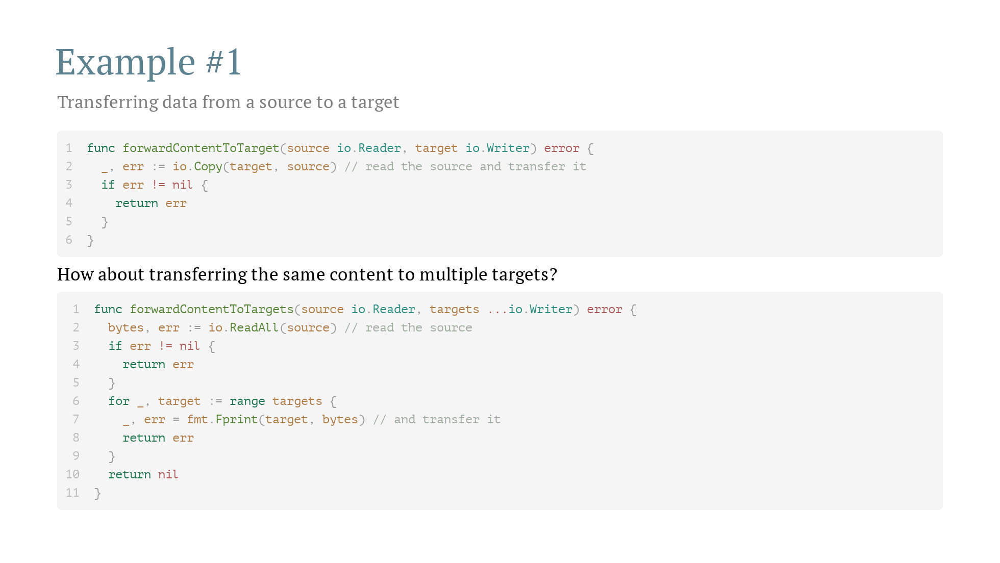 Example #1
Transferring data from a source to a target
1 func forwardContentToTarget(source io.Reader, target io.Writer) error {
2   _, err := io.Copy(target, source) // read the source and transfer it
3   if err != nil {
4     return err
5   }
6 }
How about transferring the same content to multiple targets?
1 func forwardContentToTargets(source io.Reader, targets ...io.Writer) error {
2   bytes, err := io.ReadAll(source) // read the source
3   if err != nil {
4     return err
5   }
6   for _, target := range targets {
7     _, err = fmt.Fprint(target, bytes) // and transfer it
8     return err
9   }
10   return nil
11 }